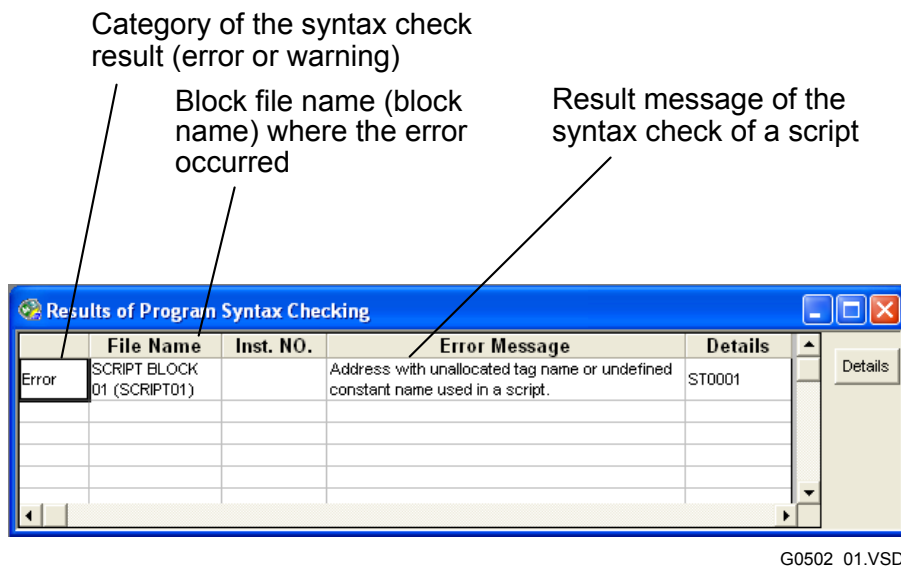 Category of the syntax check
result (error or warning)
Block file name (block
name) where the error
occurred
Result message of the
syntax check of a script
Results of Program Syntax Checking
File Name Inst. NO. Error Message Details
Error
SCRIPT BLOCK
01 (SCRIPT01)
Address with unallocated tag name or undefined
constant name used in a script.
ST0001
Details
G0502_01.VSD